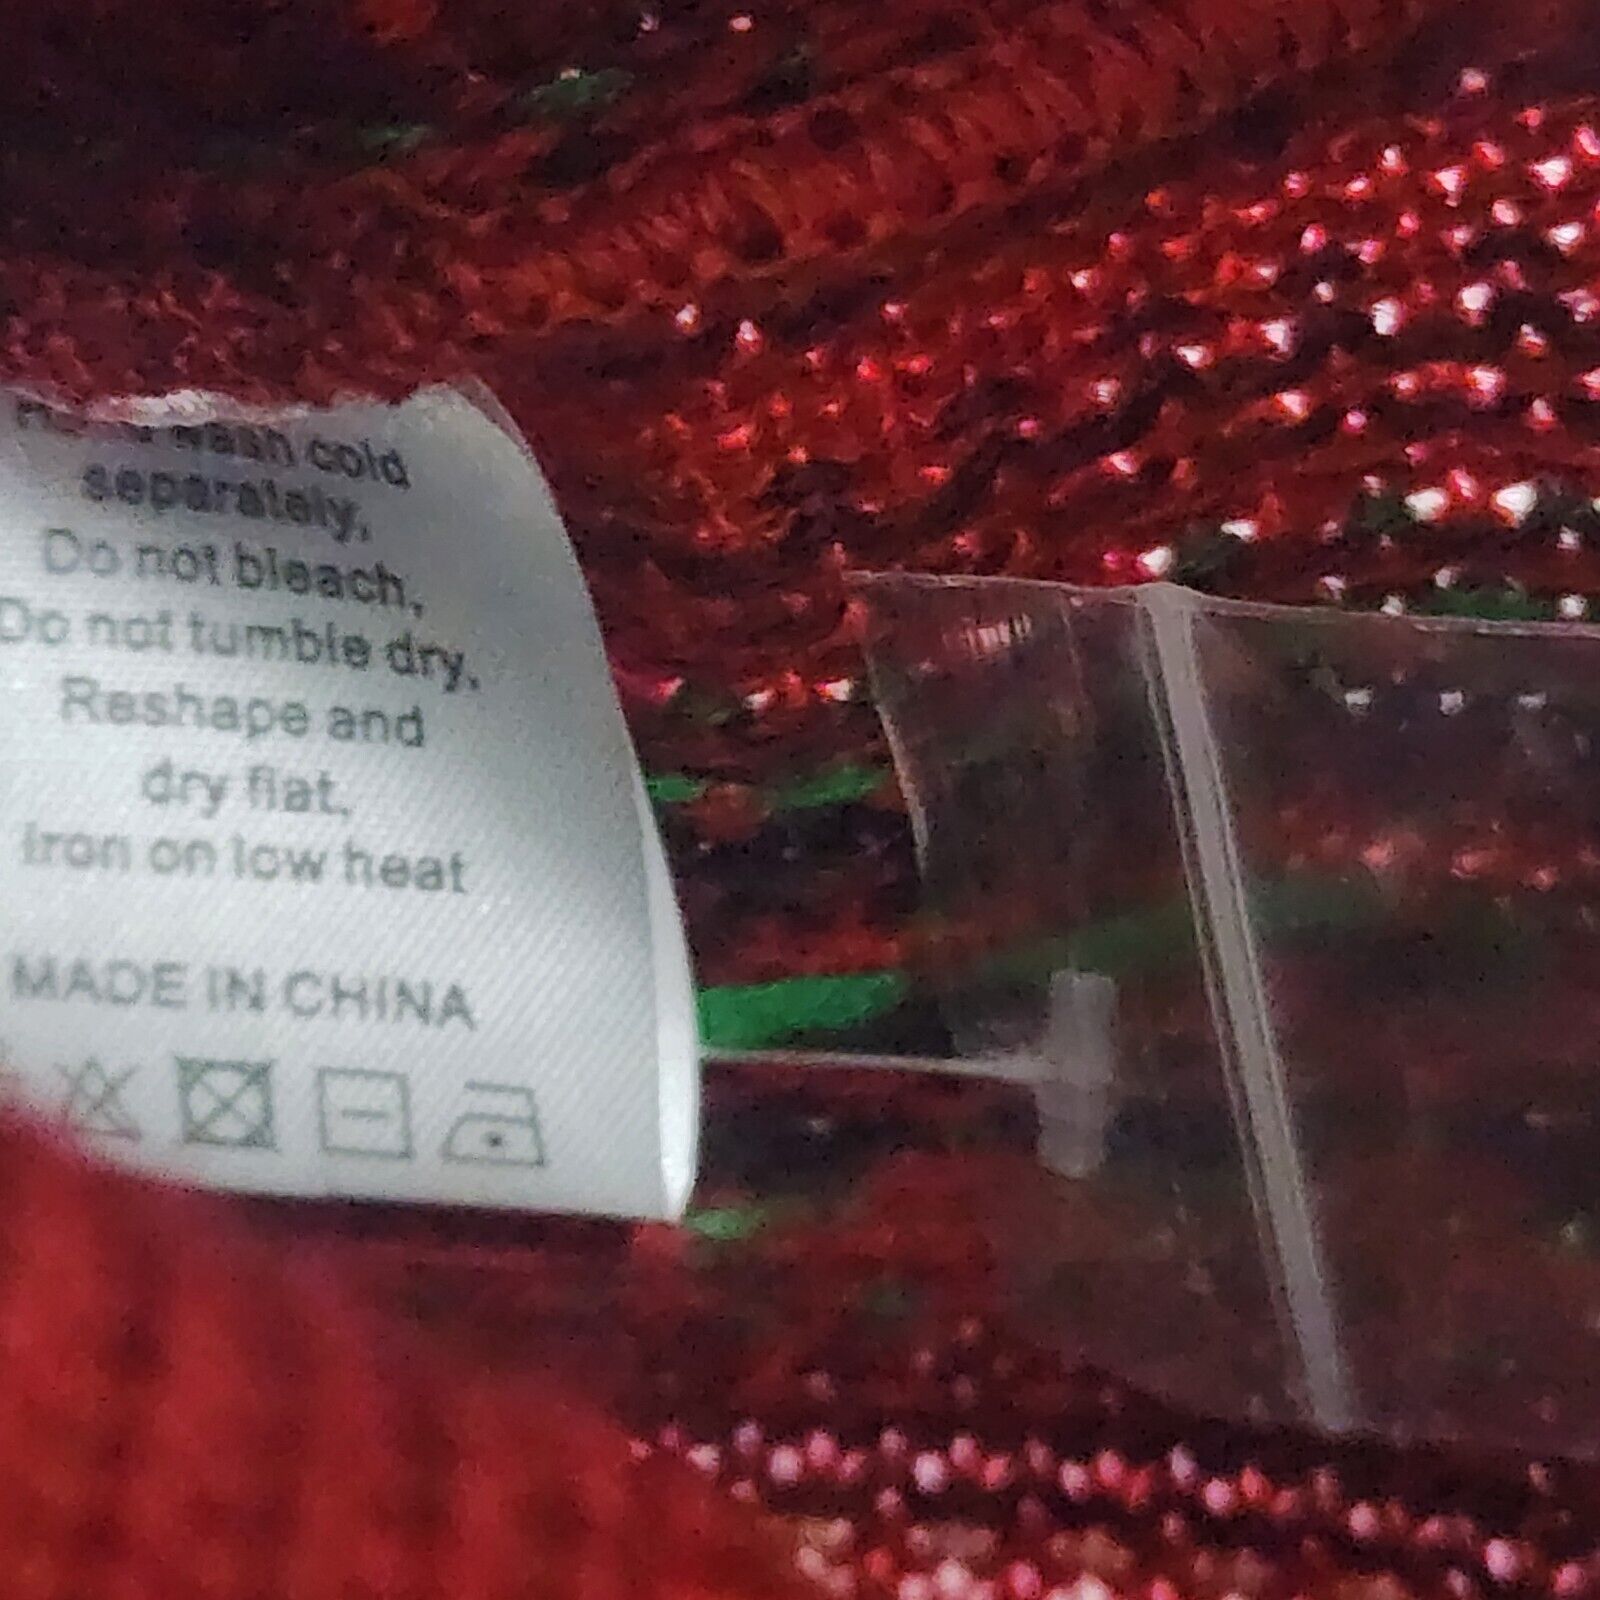 Hand wash cold
separately,
Do not bleach,
Do not tumble dry,
Reshape and
dry flat,
Iron on low heat
MADE IN CHINA